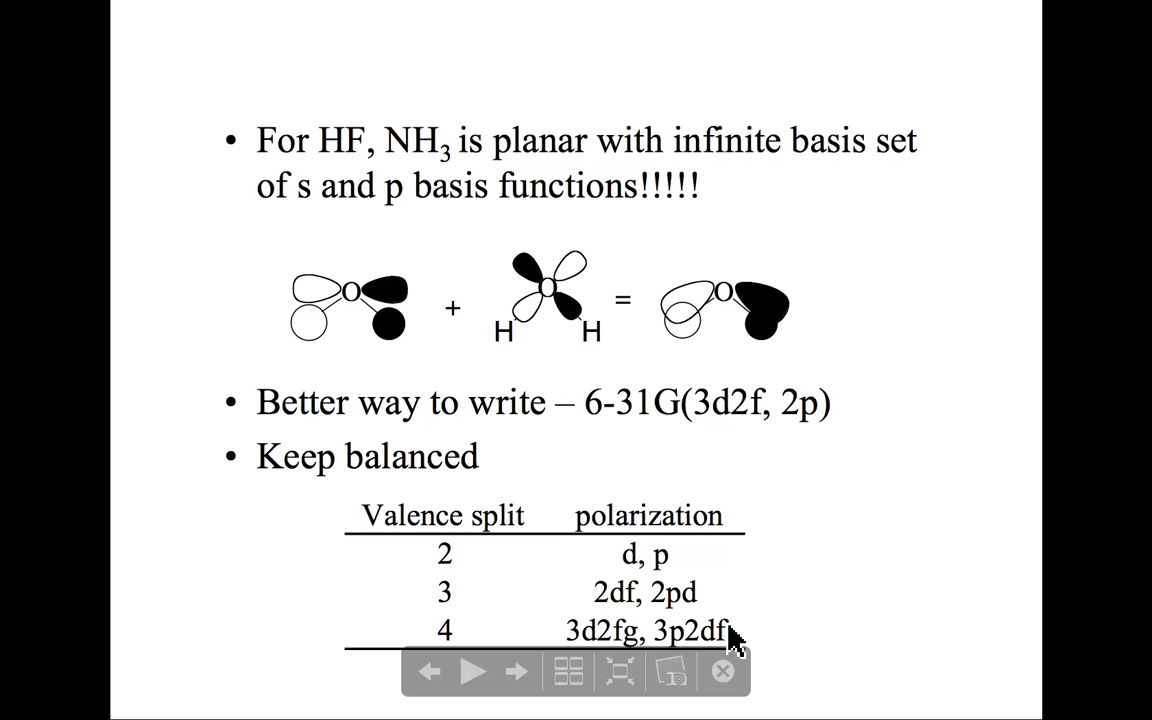 • For HF, NH₃ is planar with infinite basis set
of s and p basis functions!!!!!
O + O = O
H H
• Better way to write – 6-31G(3d2f, 2p)
• Keep balanced
Valence split polarization
2 d, p
3 2df, 2pd
4 3d2fg, 3p2df